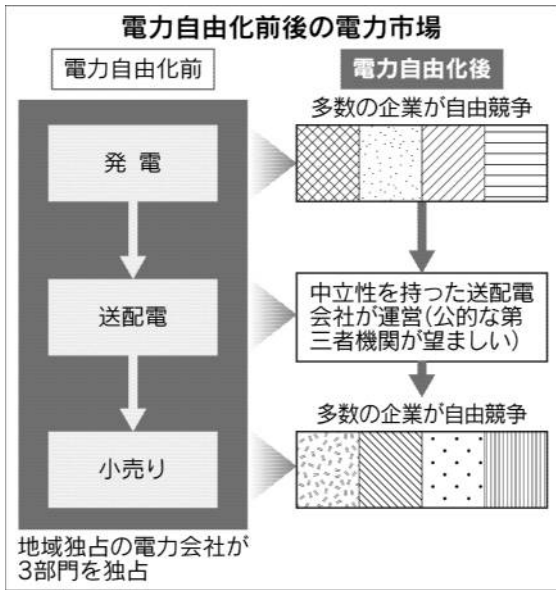 電力自由化前後の電力市場
電力自由化前
電力自由化後
発電
送配電
小売り
地域独占の電力会社が
3部門を独占
多数の企業が自由競争
中立性を持った送配電
会社が運営(公的な第
三者機関が望ましい)
多数の企業が自由競争